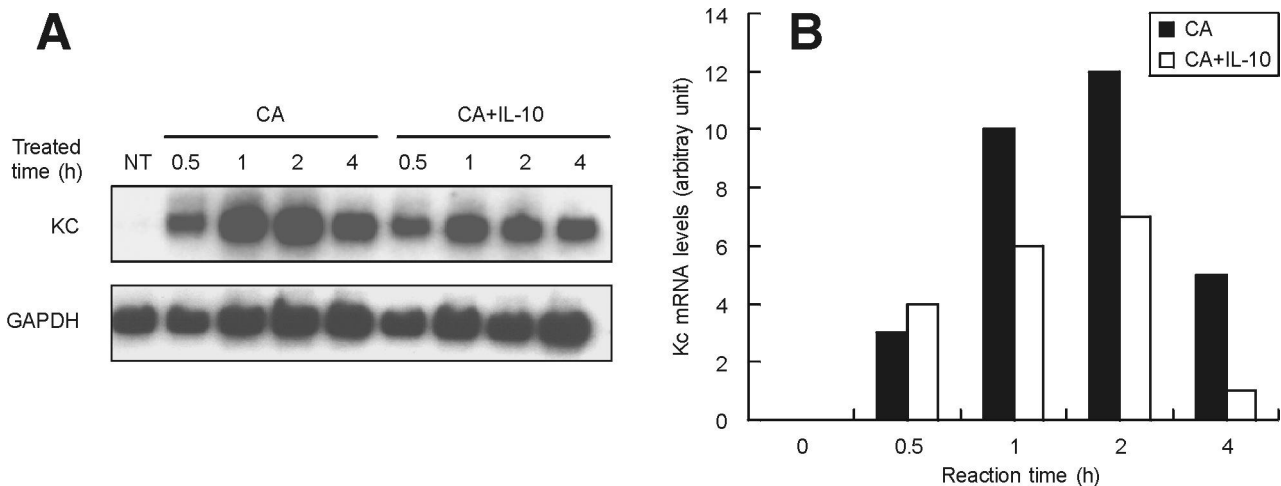 A
CA CA+IL-10
Treated
time (h) NT 0.5 1 2 4 0.5 1 2 4
KC
GAPDH
B
CA
CA+IL-10
Kc mRNA levels (arbitray unit)
14
12
10
8
6
4
2
0
0 0.5 1 2 4
Reaction time (h)